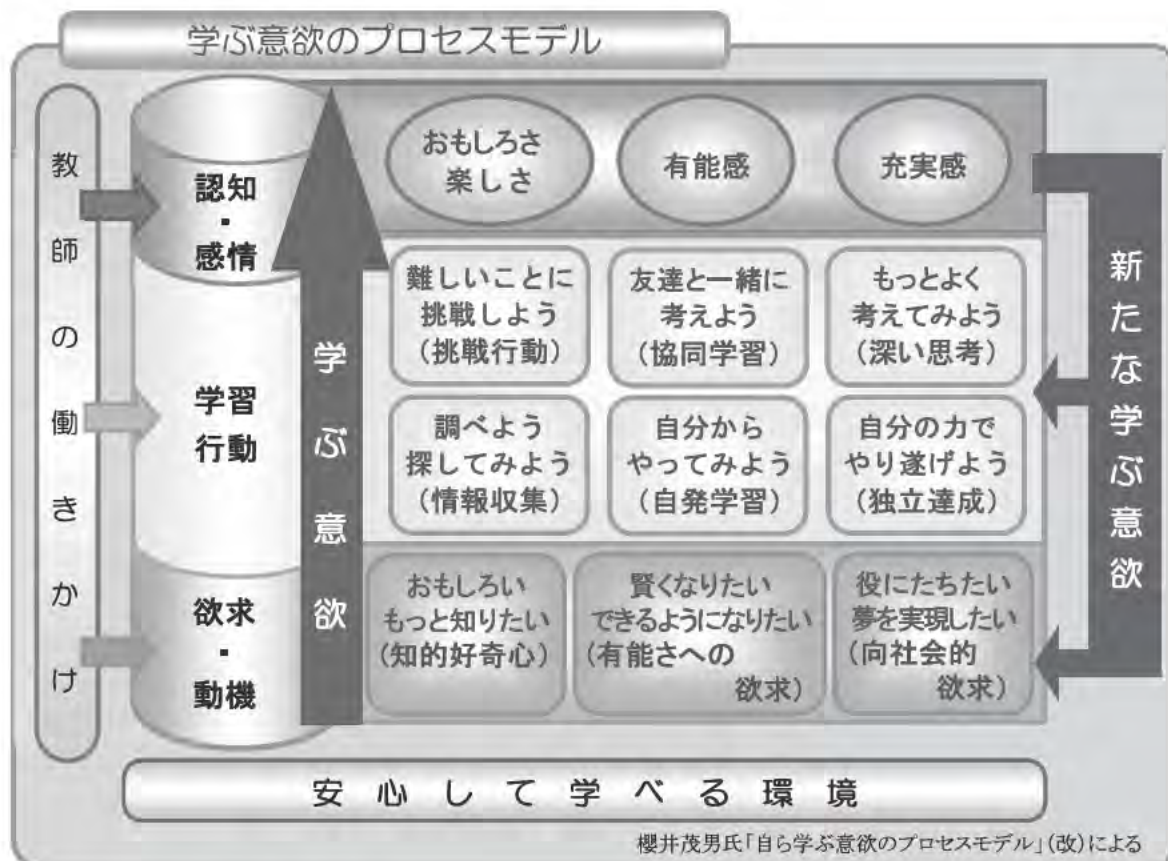 学ぶ意欲のプロセスモデル
教師の働きかけ
認知
・
感情
学習
行動
欲求
・
動機
学ぶ意欲
おもしろさ
楽しさ
有能感
充実感
難しいことに
挑戦しよう
(挑戦行動)
友達と一緒に
考えよう
(協同学習)
もっとよく
考えてみよう
(深い思考)
調べよう
探してみよう
(情報収集)
自分から
やってみよう
(自発学習)
自分の力で
やり遂げよう
(独立達成)
おもしろい
もっと知りたい
(知的好奇心)
賢くなりたい
できるようになりたい
(有能さへの
欲求)
役にたちたい
夢を実現したい
(向社会的
欲求)
新たな学ぶ意欲
安心して学べる環境
櫻井茂男氏「自ら学ぶ意欲のプロセスモデル」(改)による